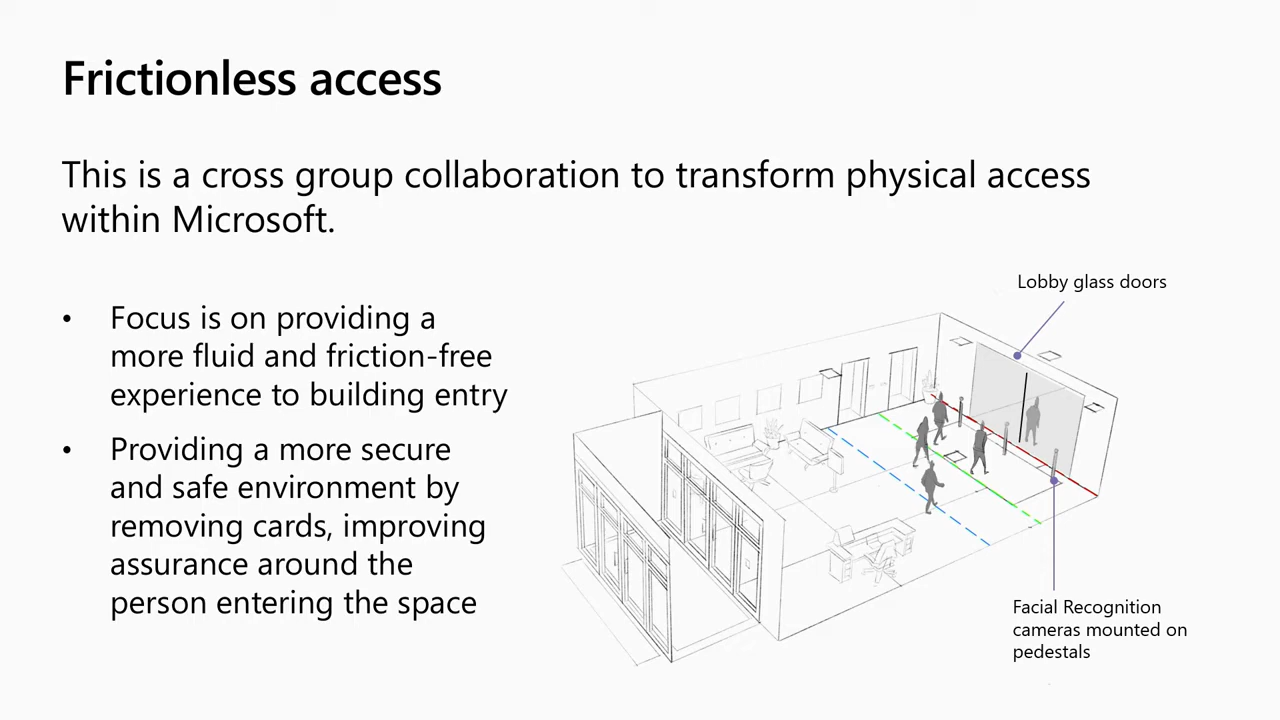 Frictionless access
This is a cross group collaboration to transform physical access
within Microsoft.
• Focus is on providing a
more fluid and friction-free
experience to building entry
• Providing a more secure
and safe environment by
removing cards, improving
assurance around the
person entering the space
Lobby glass doors
Facial Recognition
cameras mounted on
pedestals